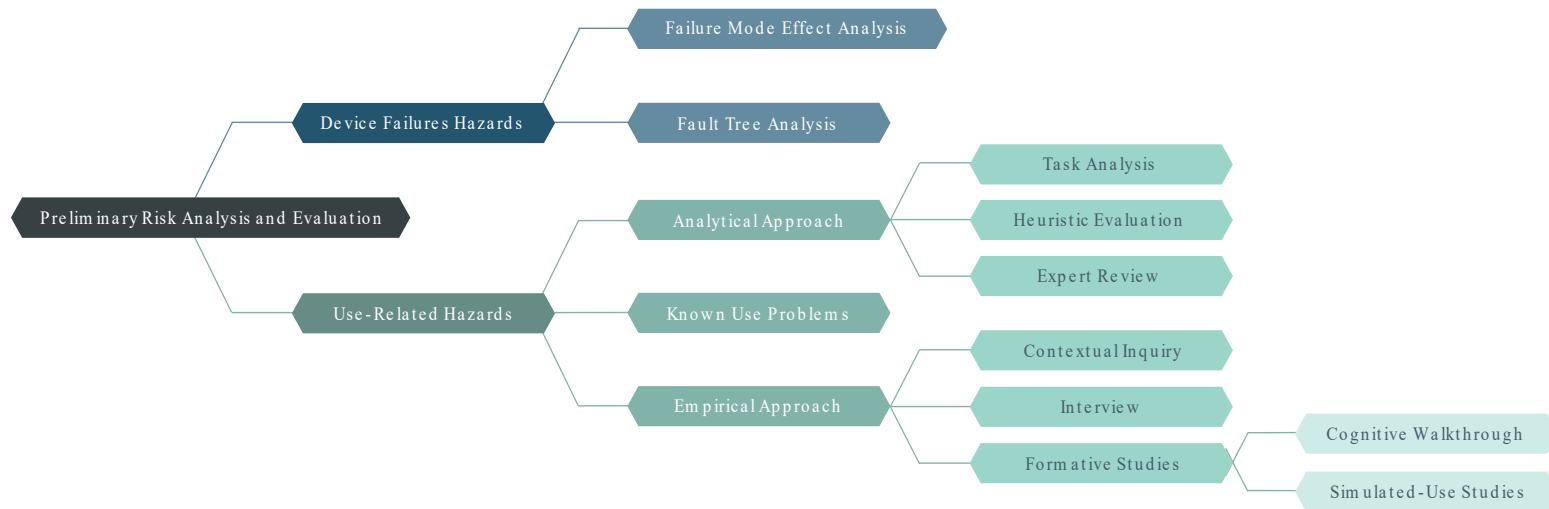 Failure Mode Effect Analysis
Device Failures Hazards
Fault Tree Analysis
Task Analysis
Preliminary Risk Analysis and Evaluation
Analytical Approach
Heuristic Evaluation
Expert Review
Use-Related Hazards
Known Use Problems
Contextual Inquiry
Empirical Approach
Interview
Cognitive Walkthrough
Formative Studies
Simulated-Use Studies